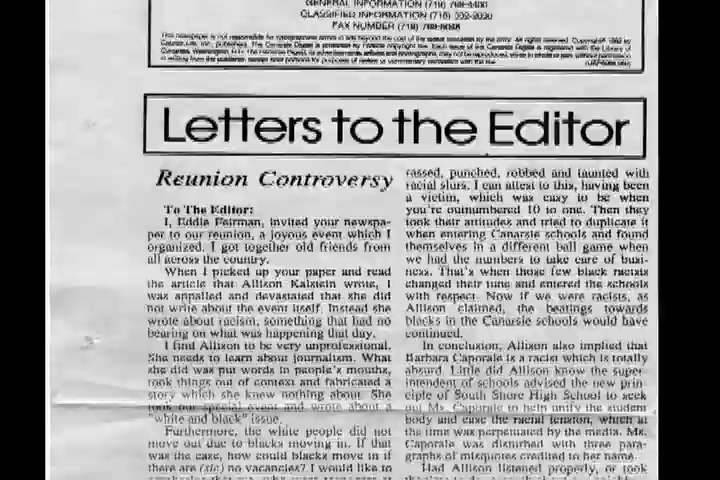 GENERAL INFORMATION (718)
CLASSIFIED INFORMATION (718)
FAX NUMBER (718)
Letters to the Editor
Reunion Controversy
To The Editor:
I, Eddie Fairman, invited your newspa-
per to our reunion, a joyous event which I
organized. I got together old friends from
all across the country.
When I picked up your paper and read
the article that Allison Kalstein wrote, I
was appalled and devastated that she did
not write about the event itself. Instead she
wrote about racism, something that had no
bearing on what was happening that day.
I find Allison to be very unprofessional.
She needs to learn about journalism. What
she did was put words in people's mouths,
took things out of context and fabricated a
story which she knew nothing about. She
took our special event and wrote about a
"white and black" issue.
Furthermore, the white people did not
move out due to blacks moving in. If that
was the case, how could blacks move in if
there are (sic) no vacancies? I would like to
rassed, punched, robbed and taunted with
racial slurs. I can attest to this, having been
a victim, which was easy to be when
you're outnumbered 10 to one. Then they
took their attitudes and tried to duplicate it
when entering Canarsie schools and found
themselves in a different ball game when
we had the numbers to take care of busi-
ness. That's when those few black racists
changed their tune and entered the schools
with respect. Now if we were racists, as
Allison claimed, the beatings towards
blacks in the Canarsie schools would have
continued.
In conclusion, Allison also implied that
Barbara Caporale is a racist which is totally
absurd. Little did Allison know the super-
intendent of schools advised the new prin-
ciple of South Shore High School to seek
out Ms. Caporale to help unify the student
body and ease the racial tension, which at
the time was perpetuated by the media. Ms.
Caporale was disturbed with three para-
graphs of misquotes credited to her name.
Had Allison listened properly, or took